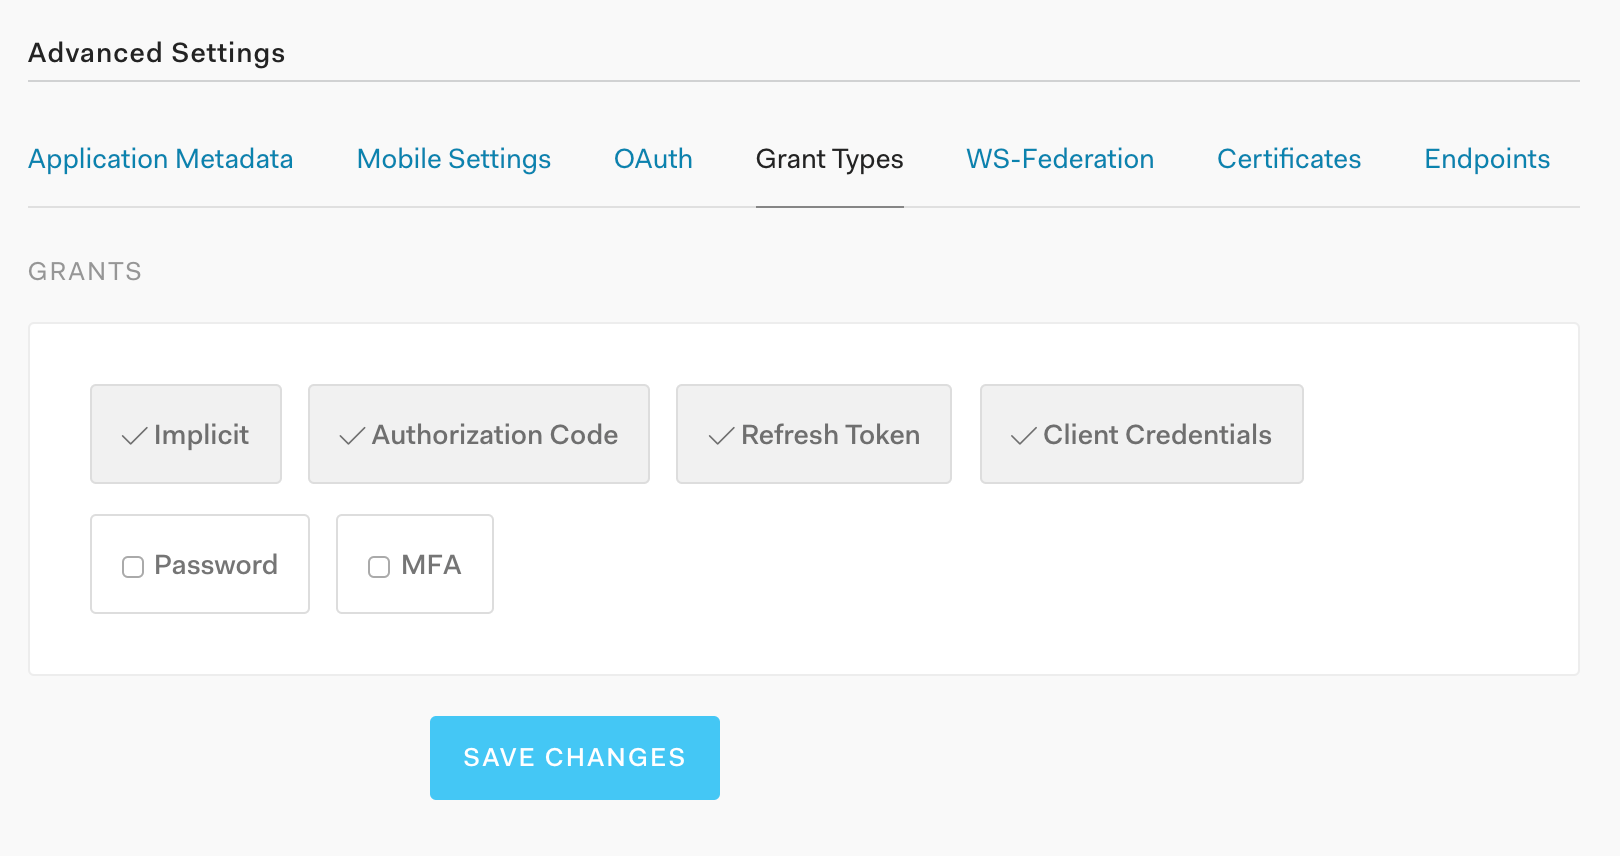 Advanced Settings
Application Metadata Mobile Settings OAuth Grant Types WS-Federation Certificates Endpoints
GRANTS
Implicit Authorization Code Refresh Token Client Credentials
Password MFA
SAVE CHANGES